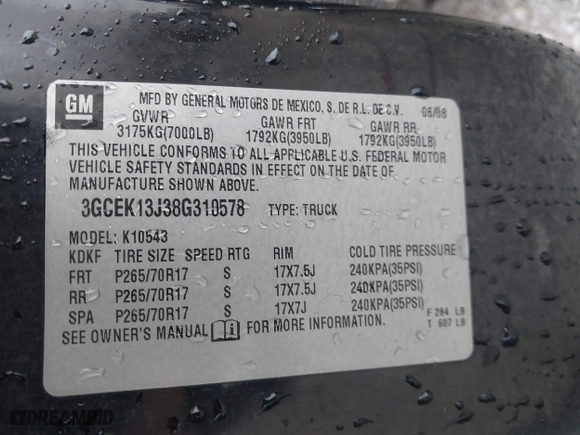 GM
MFD BY GENERAL MOTORS DE MEXICO, S. DE R.L. DE C.V. 06/08
GVWR GAWR FRT GAWR RR
3175KG(7000LB) 1792KG(3950LB) 1792KG(3950LB)
THIS VEHICLE CONFORMS TO ALL APPLICABLE U.S. FEDERAL MOTOR
VEHICLE SAFETY STANDARDS IN EFFECT ON THE DATE OF
MANUFACTURE SHOWN ABOVE.
3GCEK13J38G310578 TYPE: TRUCK
MODEL: K10543
KDKF TIRE SIZE SPEED RTG RIM COLD TIRE PRESSURE
FRT P265/70R17 S 17X7.5J 240KPA(35PSI)
RR P265/70R17 S 17X7.5J 240KPA(35PSI)
SPA P265/70R17 S 17X7J 240KPA(35PSI)
F 284 LB
T 607 LB
SEE OWNER'S MANUAL i FOR MORE INFORMATION.
DREAMBID